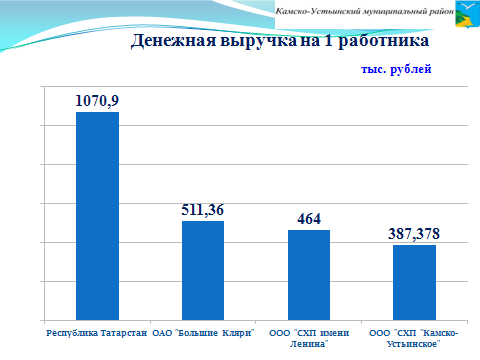 Камско-Устьинский муниципальный район
Денежная выручка на 1 работника
тыс. рублей
1070,9
511,36
464
387,378
Республика Татарстан
ОАО "Большие Кляри"
ООО "СХП имени
Ленина"
ООО "СХП "Камско-
Устьинское"